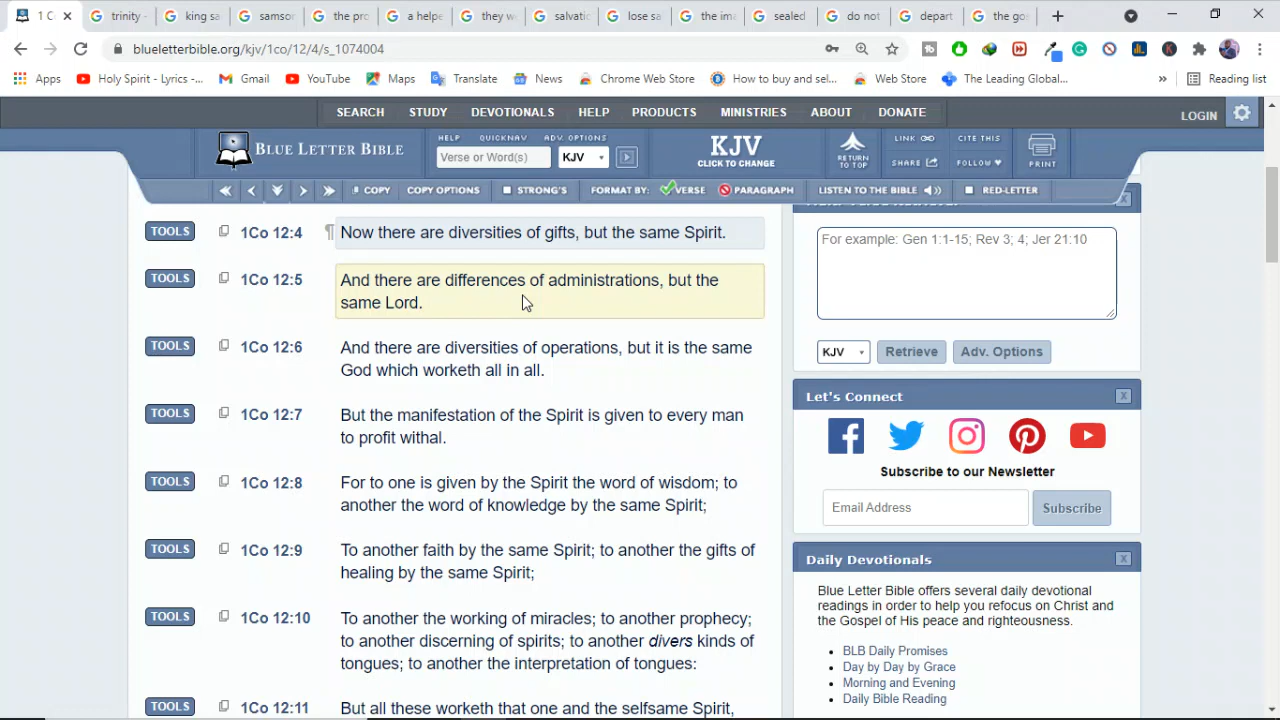 1 C
trinity -
king sa
samson
the pro
a helpe
they w
salvatio
lose sa
the ima
sealed
do not
depart
the go
blueletterbible.org/kjv/1co/12/4/s_1074004
Apps
Holy Spirit - Lyrics -...
Gmail
YouTube
Maps
Translate
News
Chrome Web Store
How to buy and sel...
Web Store
The Leading Global...
»
Reading list
SEARCH STUDY DEVOTIONALS HELP PRODUCTS MINISTRIES ABOUT DONATE
LOGIN
BLUE LETTER BIBLE
HELP QUICKNAV ADV. OPTIONS
Verse or Word(s)
KJV
KJV
CLICK TO CHANGE
RETURN
TO TOP
LINK
CITE THIS
SHARE
FOLLOW
PRINT
COPY COPY OPTIONS STRONG'S FORMAT BY: VERSE PARAGRAPH LISTEN TO THE BIBLE RED-LETTER
TOOLS 1Co 12:4 ¶ Now there are diversities of gifts, but the same Spirit.
TOOLS 1Co 12:5 And there are differences of administrations, but the
same Lord.
TOOLS 1Co 12:6 And there are diversities of operations, but it is the same
God which worketh all in all.
TOOLS 1Co 12:7 But the manifestation of the Spirit is given to every man
to profit withal.
TOOLS 1Co 12:8 For to one is given by the Spirit the word of wisdom; to
another the word of knowledge by the same Spirit;
TOOLS 1Co 12:9 To another faith by the same Spirit; to another the gifts of
healing by the same Spirit;
TOOLS 1Co 12:10 To another the working of miracles; to another prophecy;
to another discerning of spirits; to another divers kinds of
tongues; to another the interpretation of tongues:
TOOLS 1Co 12:11 But all these worketh that one and the selfsame Spirit,
For example: Gen 1:1-15; Rev 3; 4; Jer 21:10
KJV
Retrieve
Adv. Options
Let's Connect
Subscribe to our Newsletter
Email Address
Subscribe
Daily Devotionals
Blue Letter Bible offers several daily devotional
readings in order to help you refocus on Christ and
the Gospel of His peace and righteousness.
BLB Daily Promises
Day by Day by Grace
Morning and Evening
Daily Bible Reading